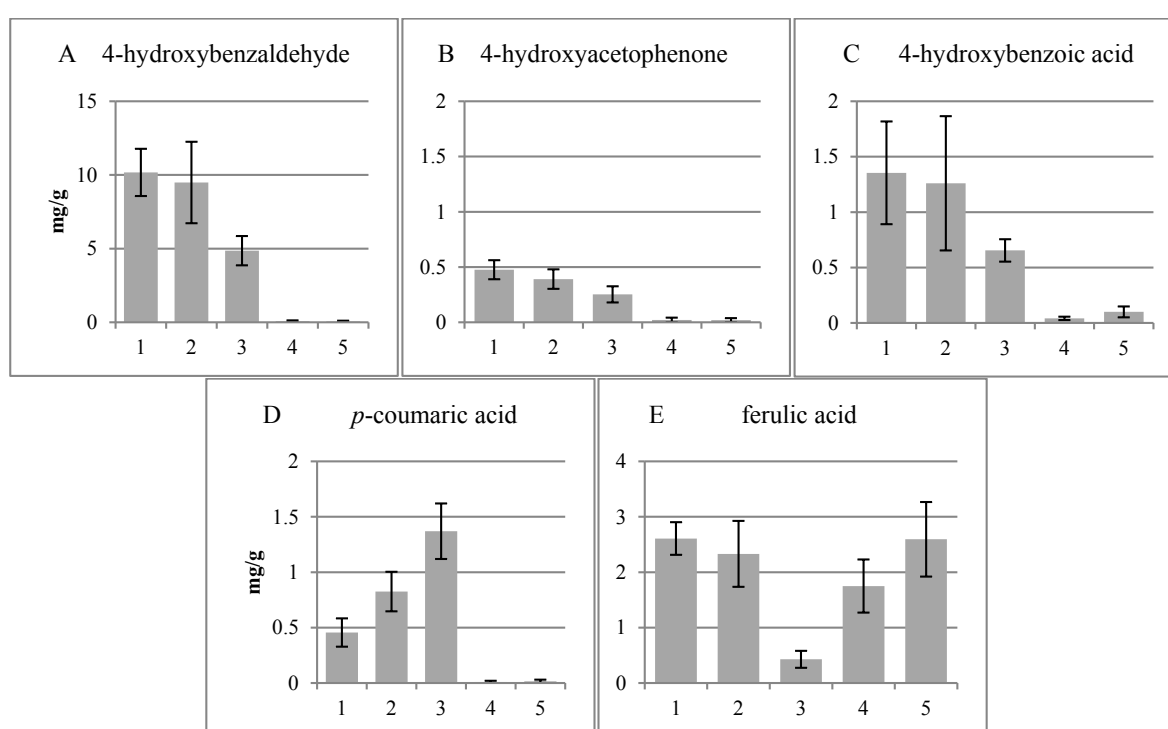 A 4-hydroxybenzaldehyde
15
10
5
0
mg/g
1 2 3 4 5
B 4-hydroxyacetophenone
2
1.5
1
0.5
0
1 2 3 4 5
C 4-hydroxybenzoic acid
2
1.5
1
0.5
0
1 2 3 4 5
D p-coumaric acid
2
1.5
1
0.5
0
mg/g
1 2 3 4 5
E ferulic acid
4
3
2
1
0
1 2 3 4 5